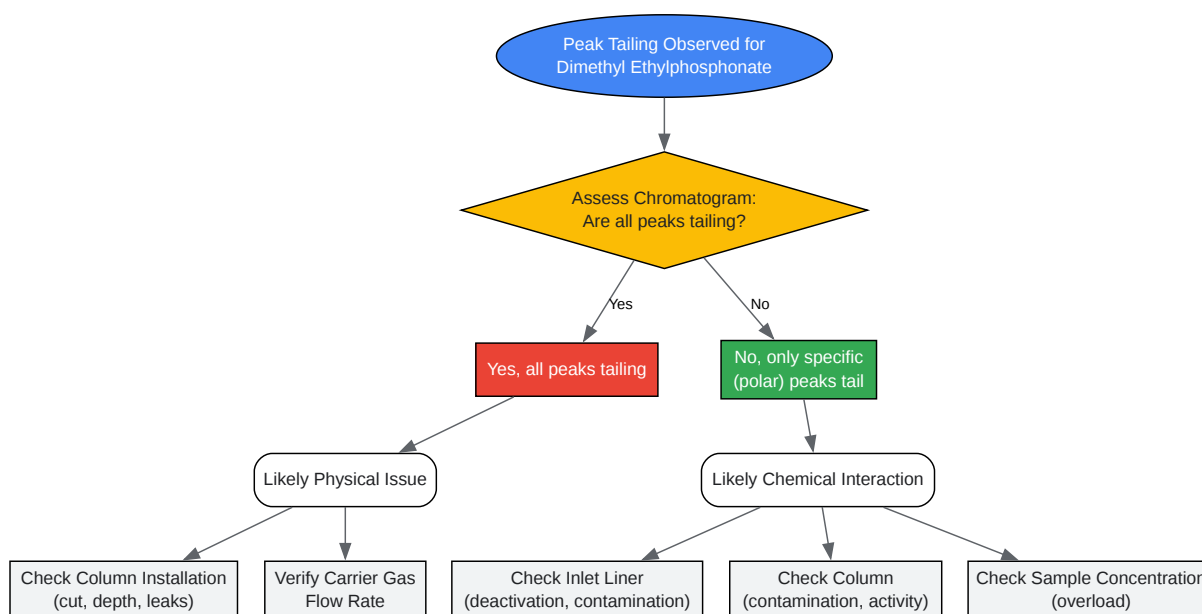 Peak Tailing Observed for
Dimethyl Ethylphosphonate
Assess Chromatogram:
Are all peaks tailing?
Yes
No
Yes, all peaks tailing
No, only specific
(polar) peaks tail
Likely Physical Issue
Likely Chemical Interaction
Check Column Installation
(cut, depth, leaks)
Verify Carrier Gas
Flow Rate
Check Inlet Liner
(deactivation, contamination)
Check Column
(contamination, activity)
Check Sample Concentration
(overload)